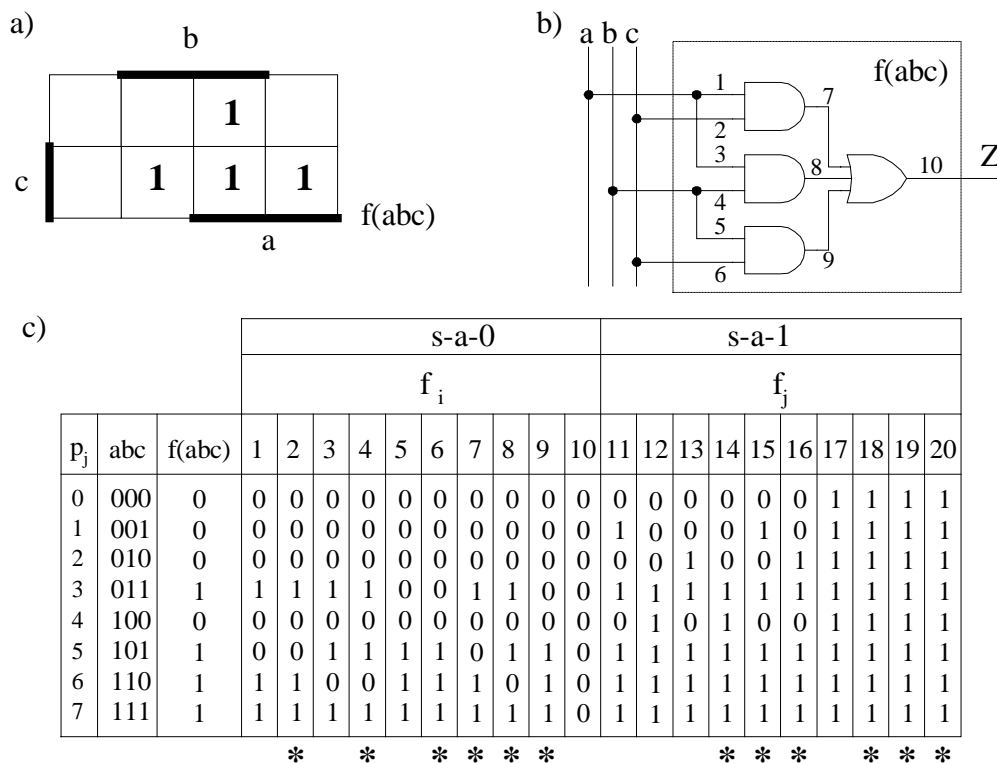 a)
b
1
c
1 1 1
f(abc)
a
b)
a b c
f(abc)
1
7
2
3
8
10
Z
4
5
9
6
c)
s-a-0 s-a-1
f i f j
p j abc f(abc) 1 2 3 4 5 6 7 8 9 10 11 12 13 14 15 16 17 18 19 20
0 000 0 0 0 0 0 0 0 0 0 0 0 0 0 0 0 0 0 1 1 1 1
1 001 0 0 0 0 0 0 0 0 0 0 0 1 0 0 0 1 0 1 1 1 1
2 010 0 0 0 0 0 0 0 0 0 0 0 0 0 1 0 0 1 1 1 1 1
3 011 1 1 1 1 1 0 0 1 1 0 0 1 1 1 1 1 1 1 1 1 1
4 100 0 0 0 0 0 0 0 0 0 0 0 0 1 0 1 0 0 1 1 1 1
5 101 1 0 0 1 1 1 1 0 1 1 0 1 1 1 1 1 1 1 1 1 1
6 110 1 1 1 0 0 1 1 1 0 1 0 1 1 1 1 1 1 1 1 1 1
7 111 1 1 1 1 1 1 1 1 1 1 0 1 1 1 1 1 1 1 1 1 1
* * * * * * * * * * * *